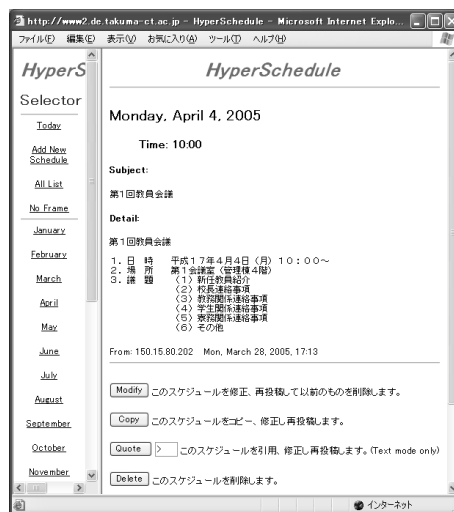 http://www2.de.takuma-ct.ac.jp - HyperSchedule - Microsoft Internet Explo...
ファイル(F) 編集(E) 表示(V) お気に入り(A) ツール(T) ヘルプ(H)
HyperS
Selector
Today
Add New
Schedule
All List
No Frame
January
February
March
April
May
June
July
August
September
October
November
HyperSchedule
Monday, April 4, 2005
Time: 10:00
Subject:
第1回教員会議
Detail:
第1回教員会議
1．日　時　平成17年4月4日（月）10：00～
2．場　所　第1会議室（管理棟4階）
3．議　題　（1）新任教員紹介
（2）校長連絡事項
（3）教務関係連絡事項
（4）学生関係連絡事項
（5）寮務関係連絡事項
（6）その他
From: 150.15.80.202 Mon, March 28, 2005, 17:13
Modify このスケジュールを修正、再投稿して以前のものを削除します。
Copy このスケジュールをコピー、修正し再投稿します。
Quote > このスケジュールを引用、修正し再投稿します。(Text mode only)
Delete このスケジュールを削除します。
インターネット